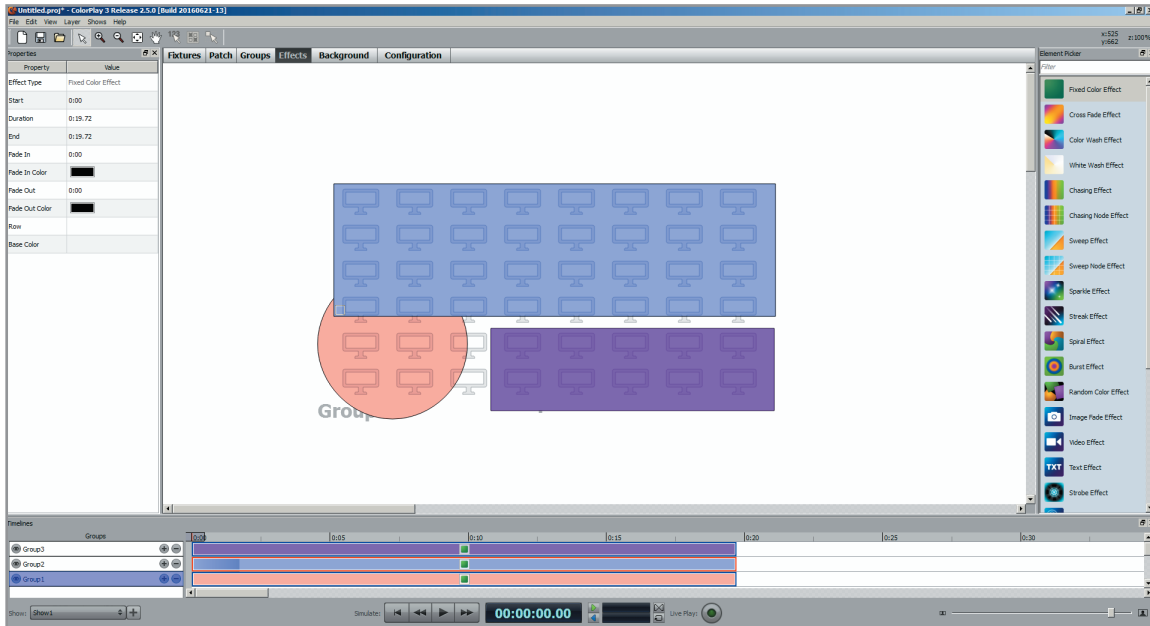 Untitled.proj* - ColorPlay 3 Release 2.5.0 [Build 20160621-13]
File Edit View Layer Shows Help
123
x:525
y:662
z:100%
Properties
Property Value
Effect Type Fixed Color Effect
Start 0:00
Duration 0:19.72
End 0:19.72
Fade In 0:00
Fade In Color
Fade Out 0:00
Fade Out Color
Row
Base Color
Fixtures Patch Groups Effects Background Configuration
Element Picker
Filter
Fixed Color Effect
Cross Fade Effect
Color Wash Effect
White Wash Effect
Chasing Effect
Chasing Node Effect
Sweep Effect
Sweep Node Effect
Sparkle Effect
Streak Effect
Spiral Effect
Burst Effect
Random Color Effect
Image Fade Effect
Video Effect
TXT Text Effect
Strobe Effect
Timelines
Groups
0:00 0:05 0:10 0:15 0:20 0:25 0:30
Group3
Group2
Group1
Show: Show1
Simulate:
00:00:00.00
Live Play: